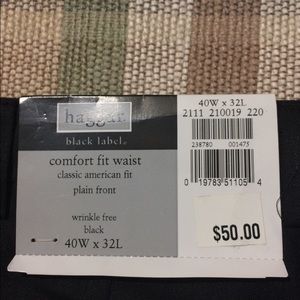 haggar
black label
comfort fit waist
classic american fit
plain front
wrinkle free
black
40W x 32L
40W x 32L
2111 210019 220
238780 001475
0 19783 51105 4
$50.00